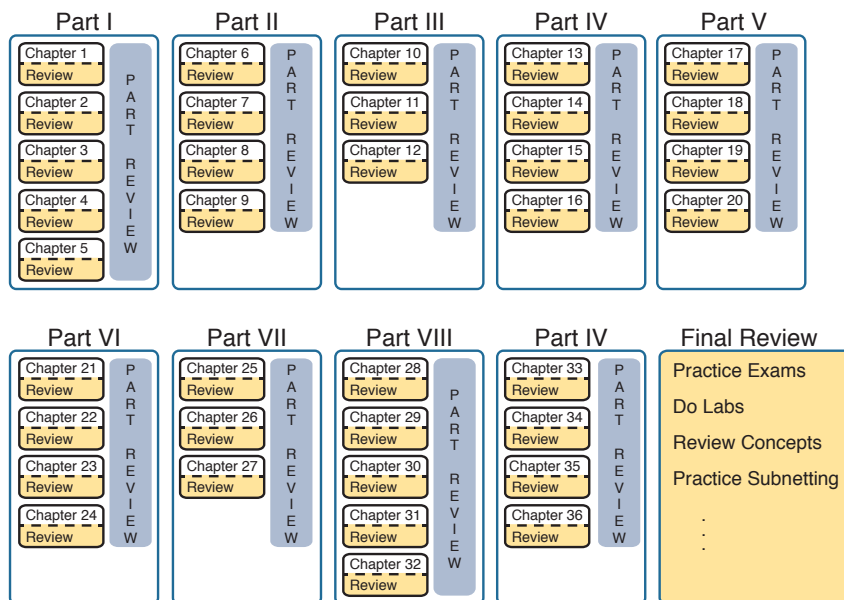 Part I
Chapter 1
Review
Chapter 2
Review
Chapter 3
Review
Chapter 4
Review
Chapter 5
Review
PART REVIEW
Part II
Chapter 6
Review
Chapter 7
Review
Chapter 8
Review
Chapter 9
Review
PART REVIEW
Part III
Chapter 10
Review
Chapter 11
Review
Chapter 12
Review
PART REVIEW
Part IV
Chapter 13
Review
Chapter 14
Review
Chapter 15
Review
Chapter 16
Review
PART REVIEW
Part V
Chapter 17
Review
Chapter 18
Review
Chapter 19
Review
Chapter 20
Review
PART REVIEW
Part VI
Chapter 21
Review
Chapter 22
Review
Chapter 23
Review
Chapter 24
Review
PART REVIEW
Part VII
Chapter 25
Review
Chapter 26
Review
Chapter 27
Review
PART REVIEW
Part VIII
Chapter 28
Review
Chapter 29
Review
Chapter 30
Review
Chapter 31
Review
Chapter 32
Review
PART REVIEW
Part IV
Chapter 33
Review
Chapter 34
Review
Chapter 35
Review
Chapter 36
Review
PART REVIEW
Final Review
Practice Exams
Do Labs
Review Concepts
Practice Subnetting
.
.
.